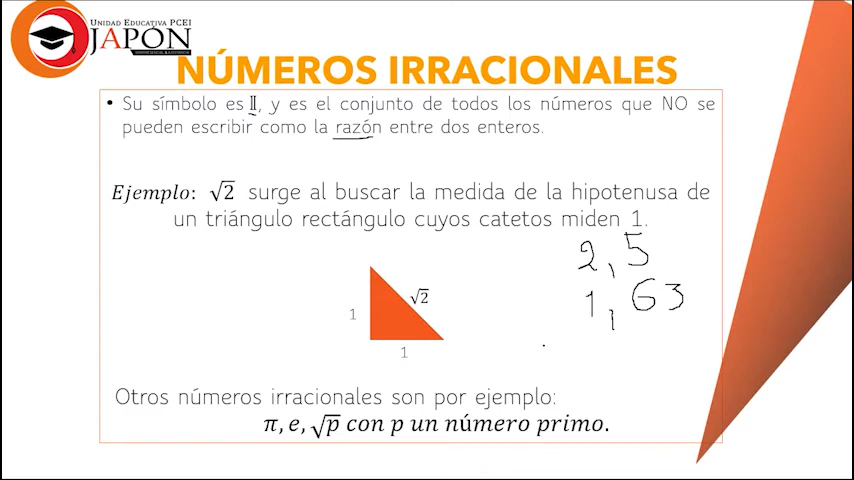 UNIDAD EDUCATIVA PCEI
JAPÓN
NÚMEROS IRRACIONALES
• Su símbolo es 𝕀, y es el conjunto de todos los números que NO se
pueden escribir como la razón entre dos enteros.
Ejemplo: √2 surge al buscar la medida de la hipotenusa de
un triángulo rectángulo cuyos catetos miden 1.
2,5
1,63
√2
1
1
Otros números irracionales son por ejemplo:
π, e, √p con p un número primo.